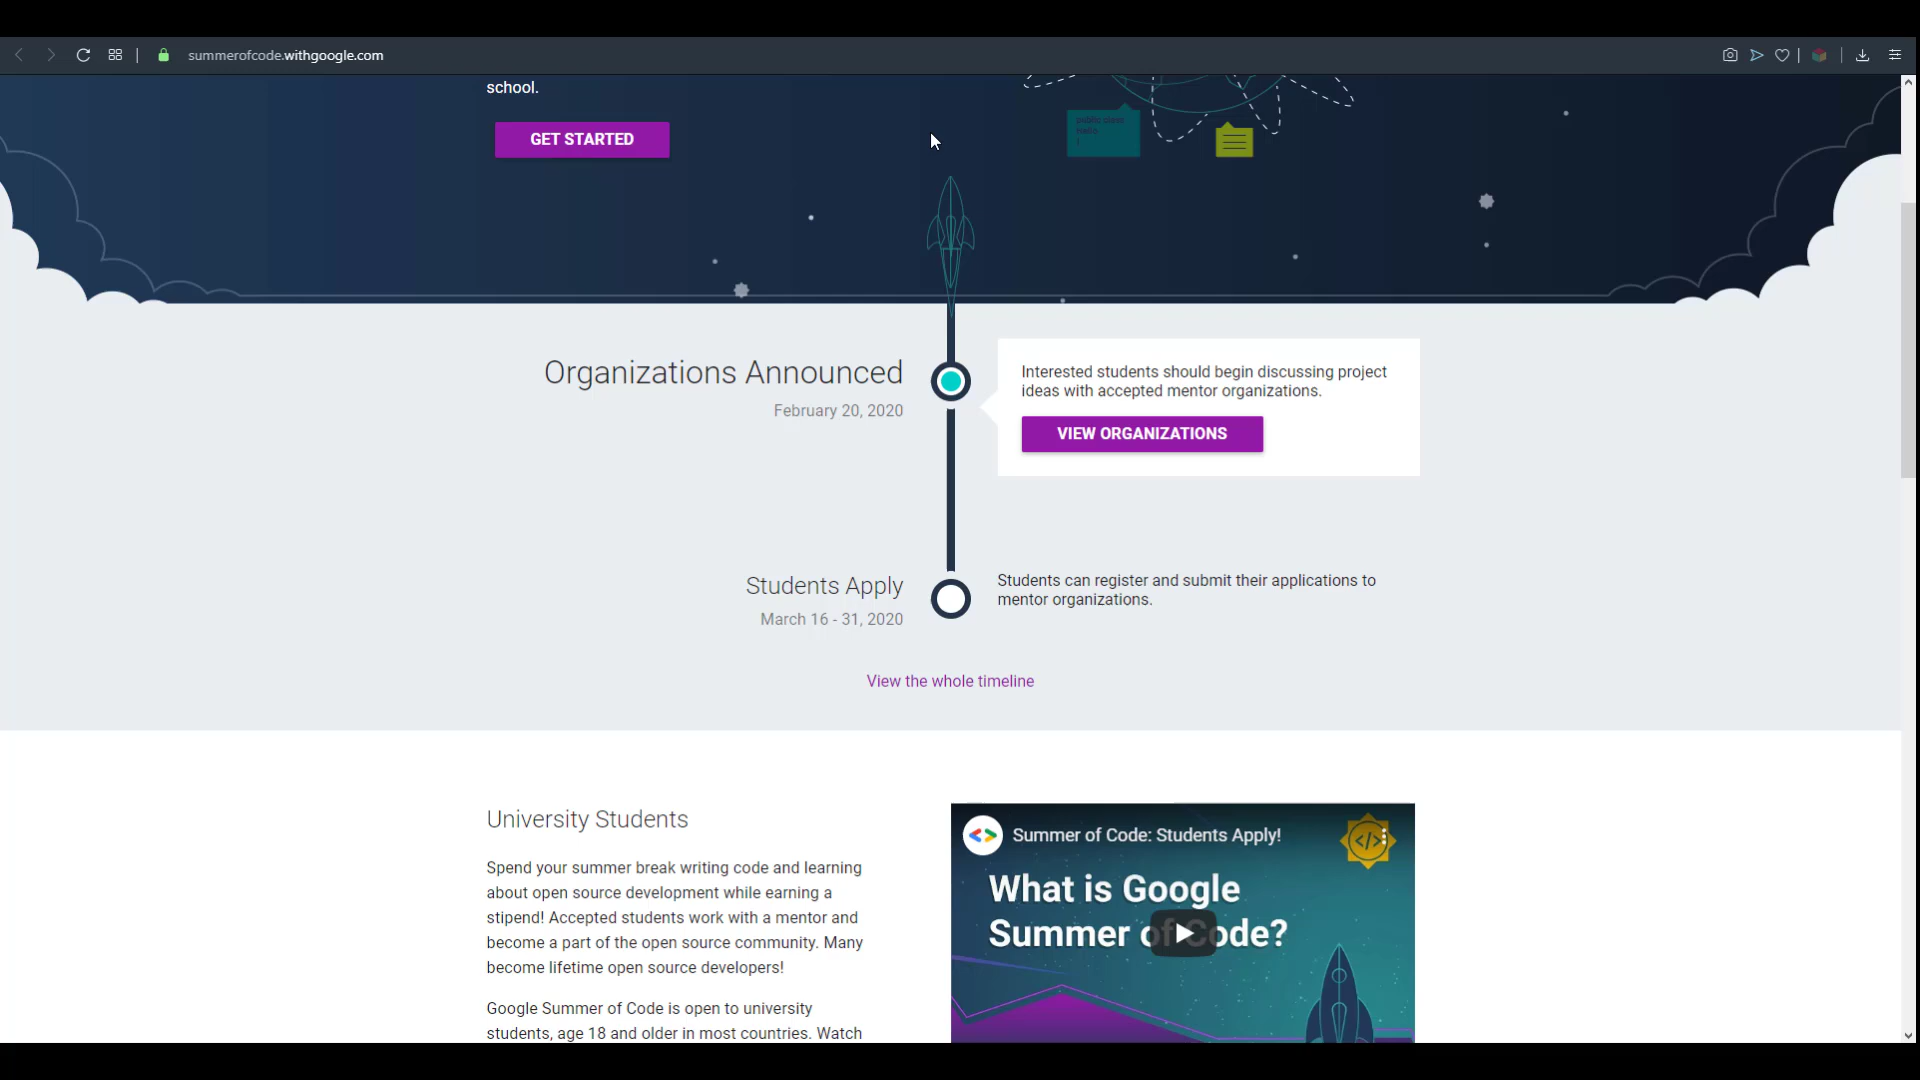 summerofcode.withgoogle.com
school.
GET STARTED
Organizations Announced
February 20, 2020
Interested students should begin discussing project
ideas with accepted mentor organizations.
VIEW ORGANIZATIONS
Students Apply
March 16 - 31, 2020
Students can register and submit their applications to
mentor organizations.
View the whole timeline
University Students
Spend your summer break writing code and learning
about open source development while earning a
stipend! Accepted students work with a mentor and
become a part of the open source community. Many
become lifetime open source developers!
Google Summer of Code is open to university
students, age 18 and older in most countries. Watch
Summer of Code: Students Apply!
What is Google
Summer of Code?